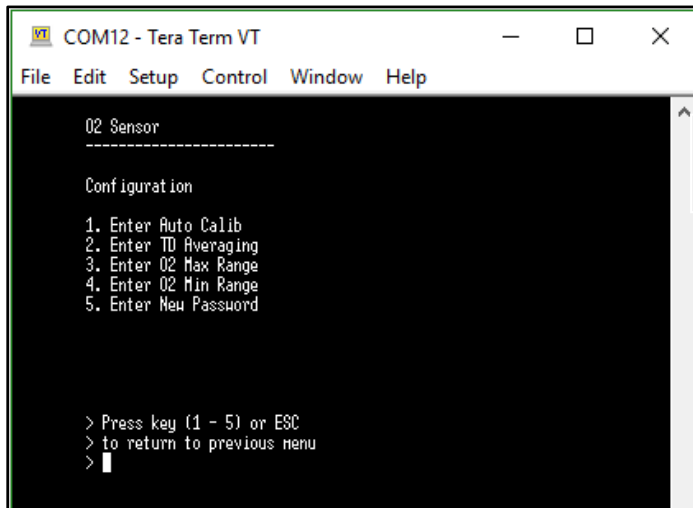 VT COM12 - Tera Term VT
File Edit Setup Control Window Help
O2 Sensor
-----------------------
Configuration
1. Enter Auto Calib
2. Enter TD Averaging
3. Enter O2 Max Range
4. Enter O2 Min Range
5. Enter New Password
> Press key (1 - 5) or ESC
> to return to previous menu
>